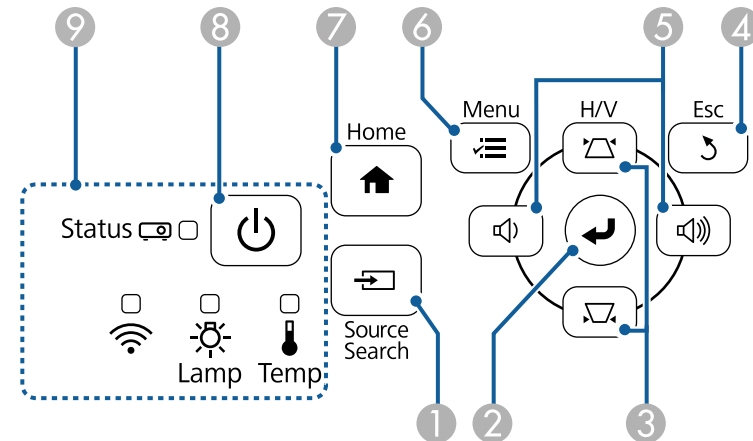 9 8 7 6 5 4
Menu H/V Esc
Home
Status
Source
Search
Lamp Temp
1 2 3